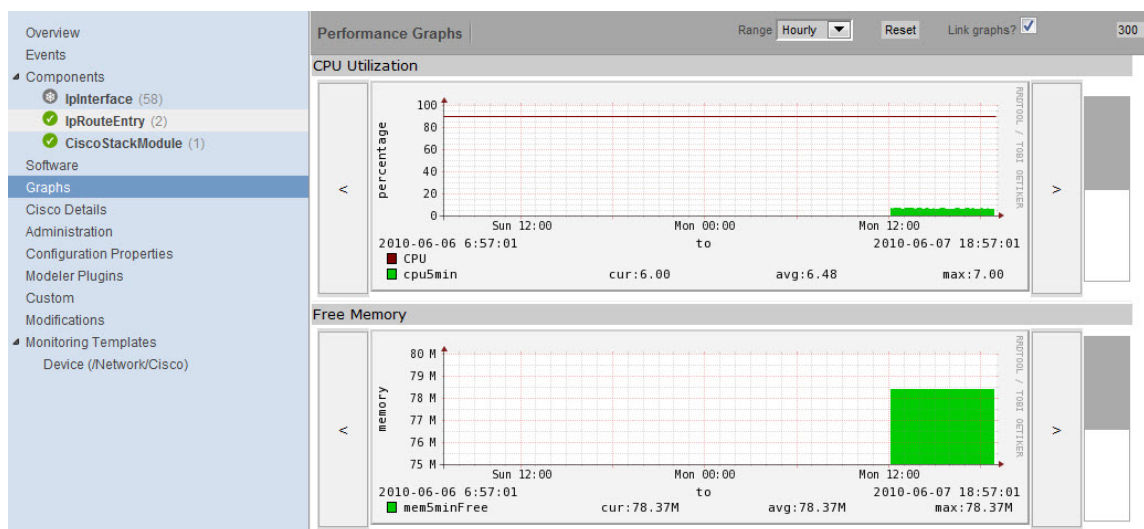 Overview
Events
Components
IpInterface (58)
IpRouteEntry (2)
CiscoStackModule (1)
Software
Graphs
Cisco Details
Administration
Configuration Properties
Modeler Plugins
Custom
Modifications
Monitoring Templates
Device (/Network/Cisco)
Performance Graphs
Range Hourly Reset Link graphs? 300
CPU Utilization
<
percentage
100
80
60
40
20
0
Sun 12:00 Mon 00:00 Mon 12:00
2010-06-06 6:57:01 to 2010-06-07 18:57:01
CPU
cpu5min cur:6.00 avg:6.48 max:7.00
RRDTOOL / TOBI OETIKER
>
Free Memory
<
memory
80 M
79 M
78 M
77 M
76 M
75 M
Sun 12:00 Mon 00:00 Mon 12:00
2010-06-06 6:57:01 to 2010-06-07 18:57:01
mem5minFree cur:78.37M avg:78.37M max:78.37M
RRDTOOL / TOBI OETIKER
>